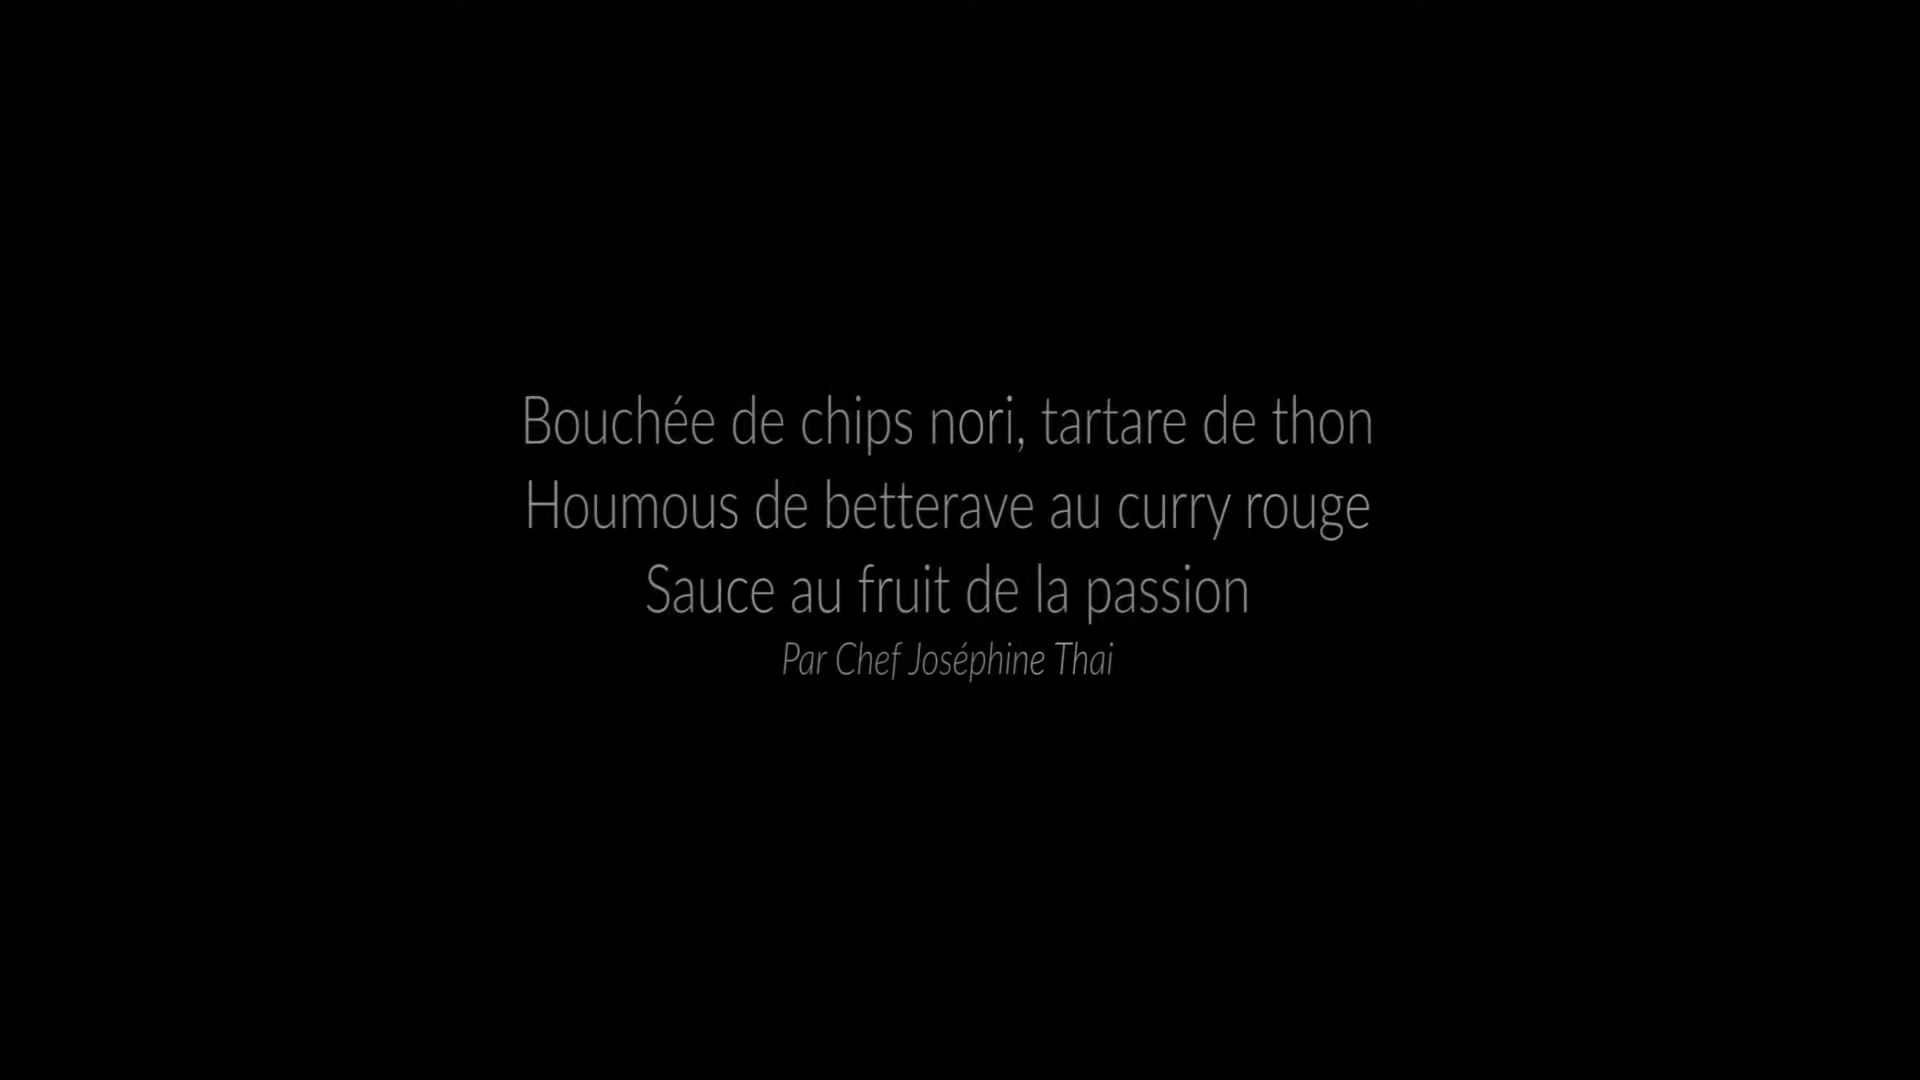 Bouchée de chips nori, tartare de thon
Houmous de betterave au curry rouge
Sauce au fruit de la passion
Par Chef Joséphine Thai